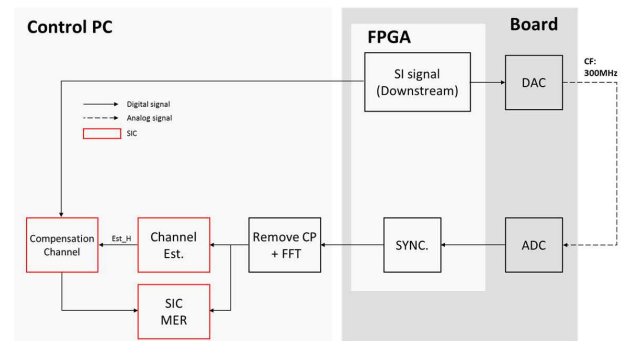 Control PC
Board
FPGA
CF:
300MHz
SI signal
(Downstream)
DAC
Digital signal
Analog signal
SIC
Compensation
Channel
Est_H
Channel
Est.
Remove CP
+ FFT
SYNC.
ADC
SIC
MER